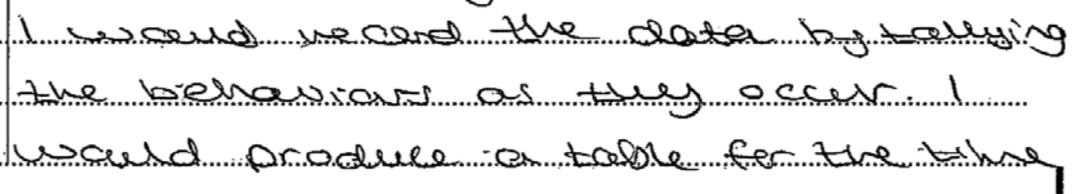 I would record the data by tallying
the behaviours as they occur. I
would produce a table for the time